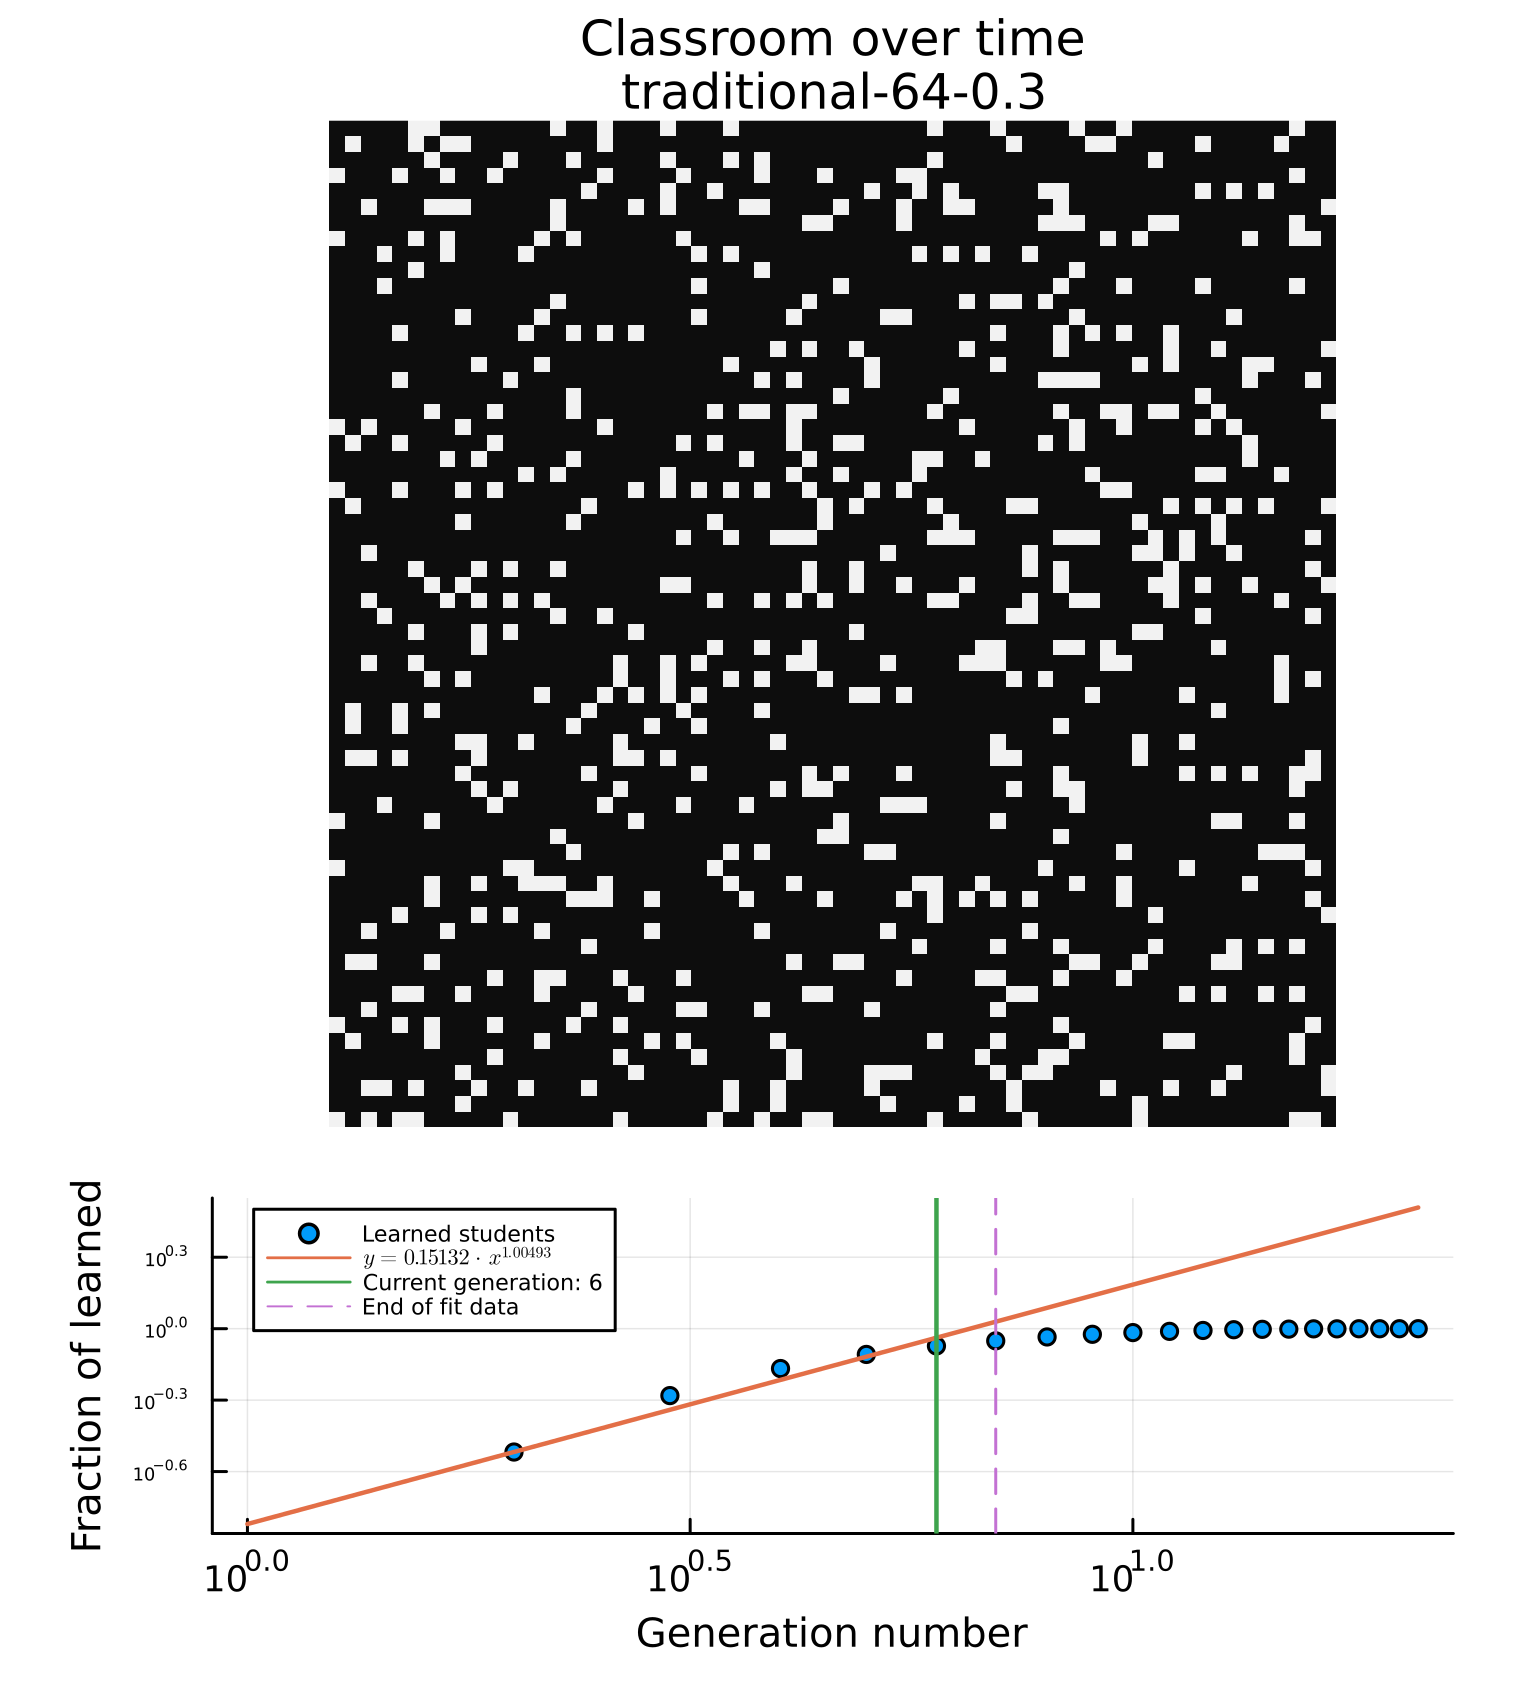 Classroom over time
traditional-64-0.3
Fraction of learned
10^0.3
10^0.0
10^−0.3
10^−0.6
Learned students
y = 0.15132 · x^1.00493
Current generation: 6
End of fit data
10^0.0 10^0.5 10^1.0
Generation number